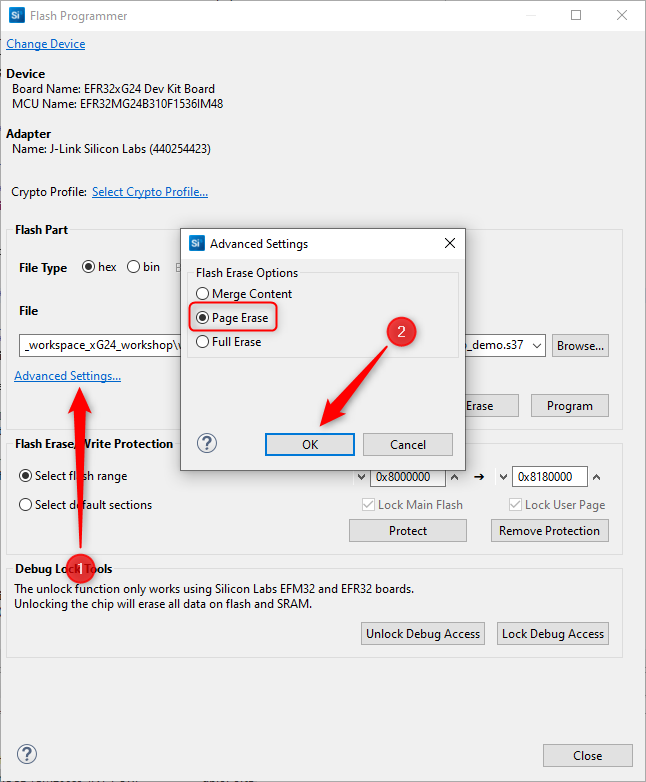 Si Flash Programmer
Change Device
Device
Board Name: EFR32xG24 Dev Kit Board
MCU Name: EFR32MG24B310F1536IM48
Adapter
Name: J-Link Silicon Labs (440254423)
Crypto Profile: Select Crypto Profile...
Flash Part
File Type hex bin
File
_workspace_xG24_workshop\
_demo.s37 Browse...
Advanced Settings...
Erase Program
Si Advanced Settings
Flash Erase Options
Merge Content
Page Erase
Full Erase
2
? OK Cancel
Flash Erase/Write Protection
Select flash range 0x8000000 0x8180000
Select default sections Lock Main Flash Lock User Page
Protect Remove Protection
1
Debug Lock Tools
The unlock function only works using Silicon Labs EFM32 and EFR32 boards.
Unlocking the chip will erase all data on flash and SRAM.
Unlock Debug Access Lock Debug Access
? Close